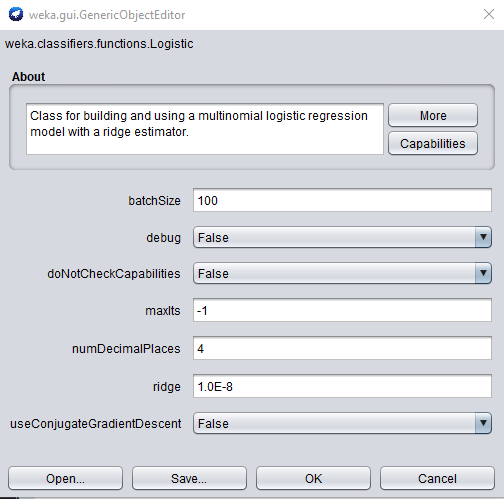 weka.gui.GenericObjectEditor
weka.classifiers.functions.Logistic
About
Class for building and using a multinomial logistic regression
model with a ridge estimator.
More
Capabilities
batchSize 100
debug False
doNotCheckCapabilities False
maxIts -1
numDecimalPlaces 4
ridge 1.0E-8
useConjugateGradientDescent False
Open... Save... OK Cancel